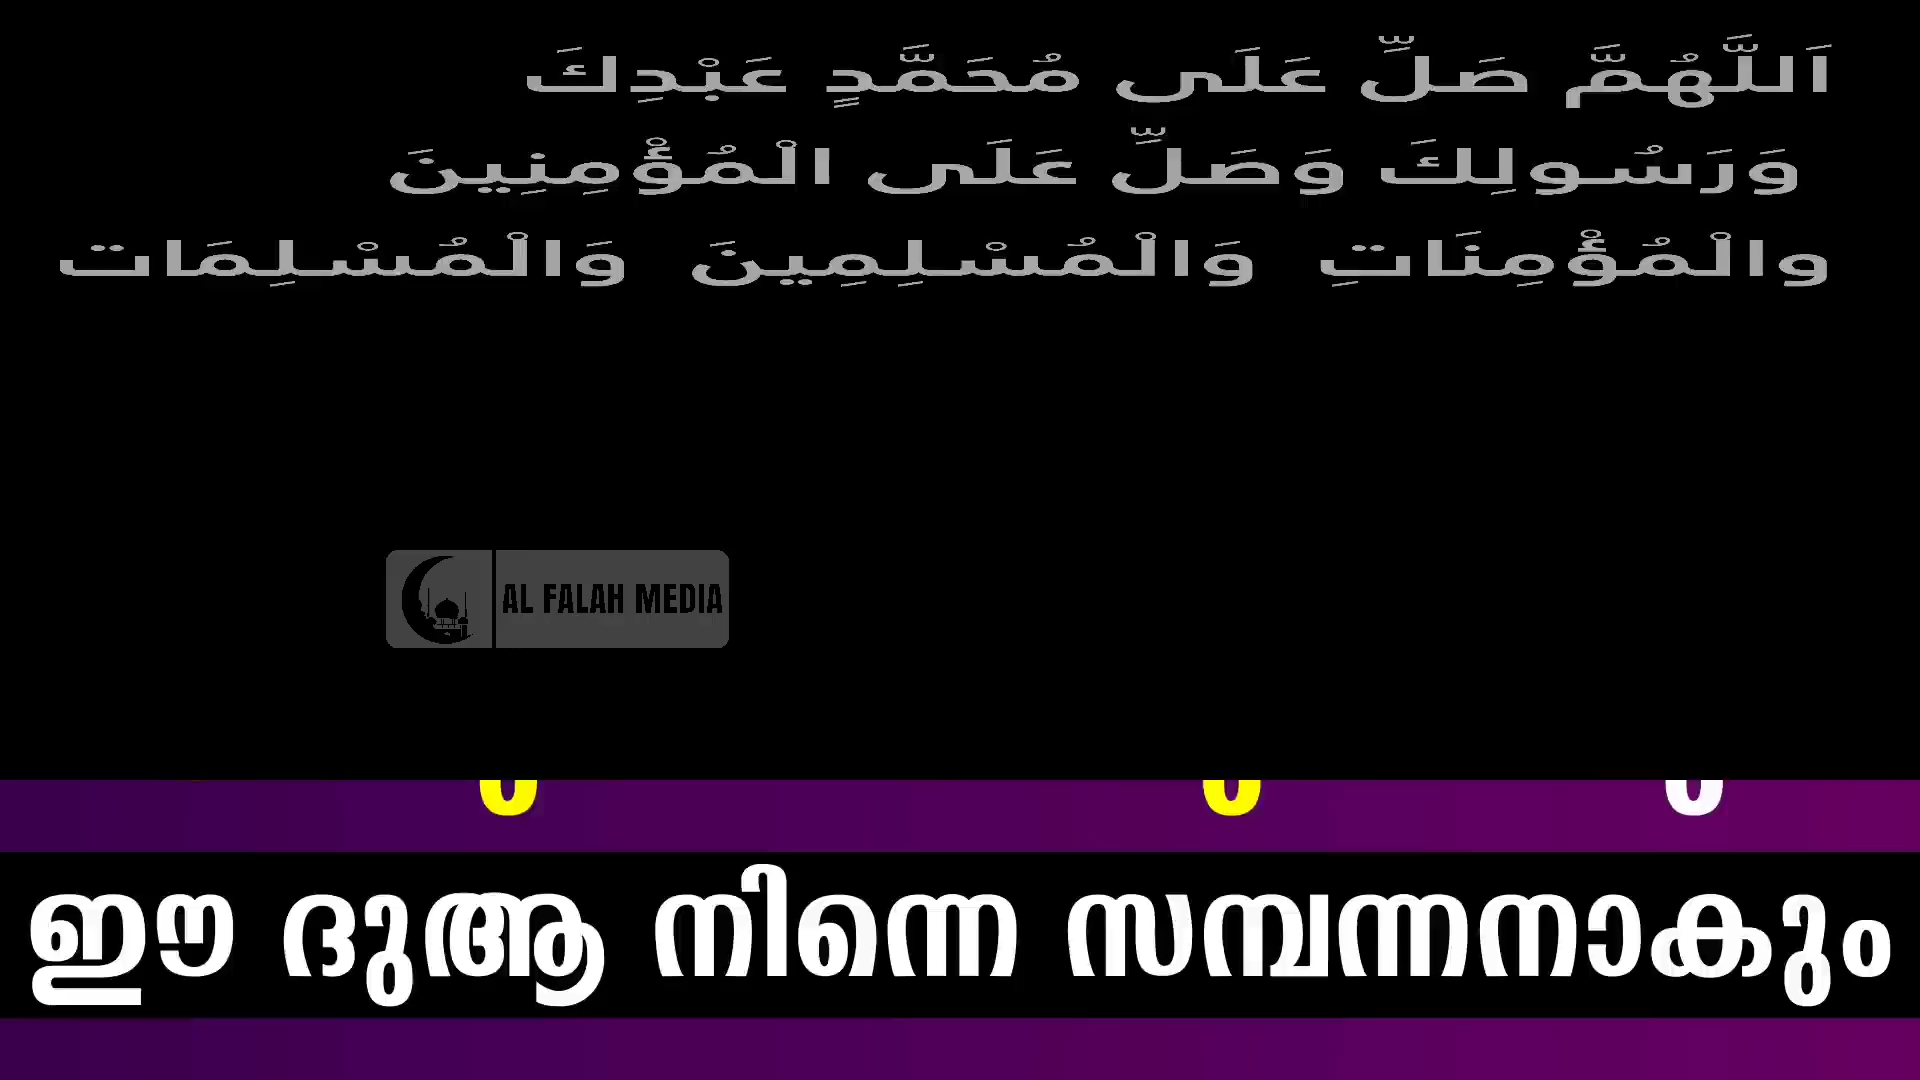 اَللَّهُمَّ صَلِّ عَلَى مُحَمَّدٍ عَبْدِكَ
وَرَسُولِكَ وَصَلِّ عَلَى الْمُؤْمِنِينَ
والْمُؤْمِنَاتِ وَالْمُسْلِمِينَ وَالْمُسْلِمَات
AL FALAH MEDIA
ഈ ദുആ നിന്നെ സമ്പന്നനാകും